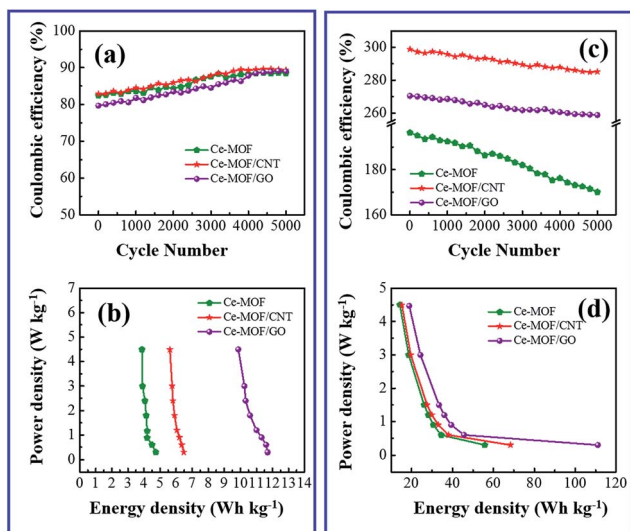 (a)
Coulombic efficiency (%)
100
90
80
70
60
50
Ce-MOF
Ce-MOF/CNT
Ce-MOF/GO
0 1000 2000 3000 4000 5000
Cycle Number
(b)
Power density (W kg-1)
7
6
5
4
3
2
1
0
Ce-MOF
Ce-MOF/CNT
Ce-MOF/GO
0 1 2 3 4 5 6 7 8 9 10 11 12 13 14
Energy density (Wh kg-1)
(c)
Coulombic efficiency (%)
300
280
260
180
160
Ce-MOF
Ce-MOF/CNT
Ce-MOF/GO
0 1000 2000 3000 4000 5000
Cycle Number
(d)
Power density (W kg-1)
5
4
3
2
1
0
Ce-MOF
Ce-MOF/CNT
Ce-MOF/GO
20 40 60 80 100 120
Energy density (Wh kg-1)